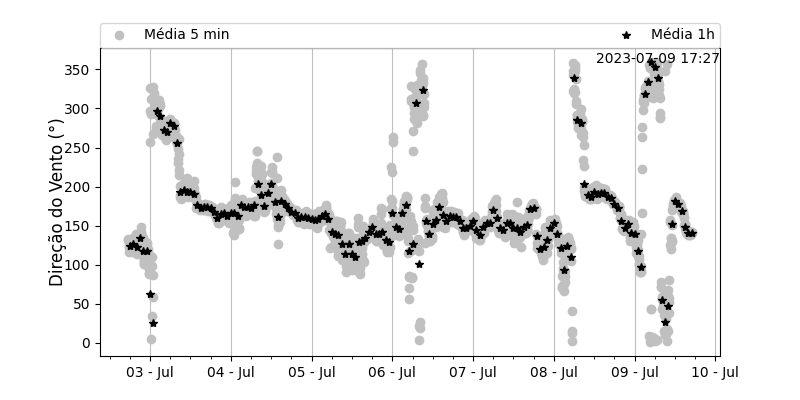 Média 5 min
Média 1h
2023-07-09 17:27
Direção do Vento (°)
350
300
250
200
150
100
50
0
03 - Jul
04 - Jul
05 - Jul
06 - Jul
07 - Jul
08 - Jul
09 - Jul
10 - Jul